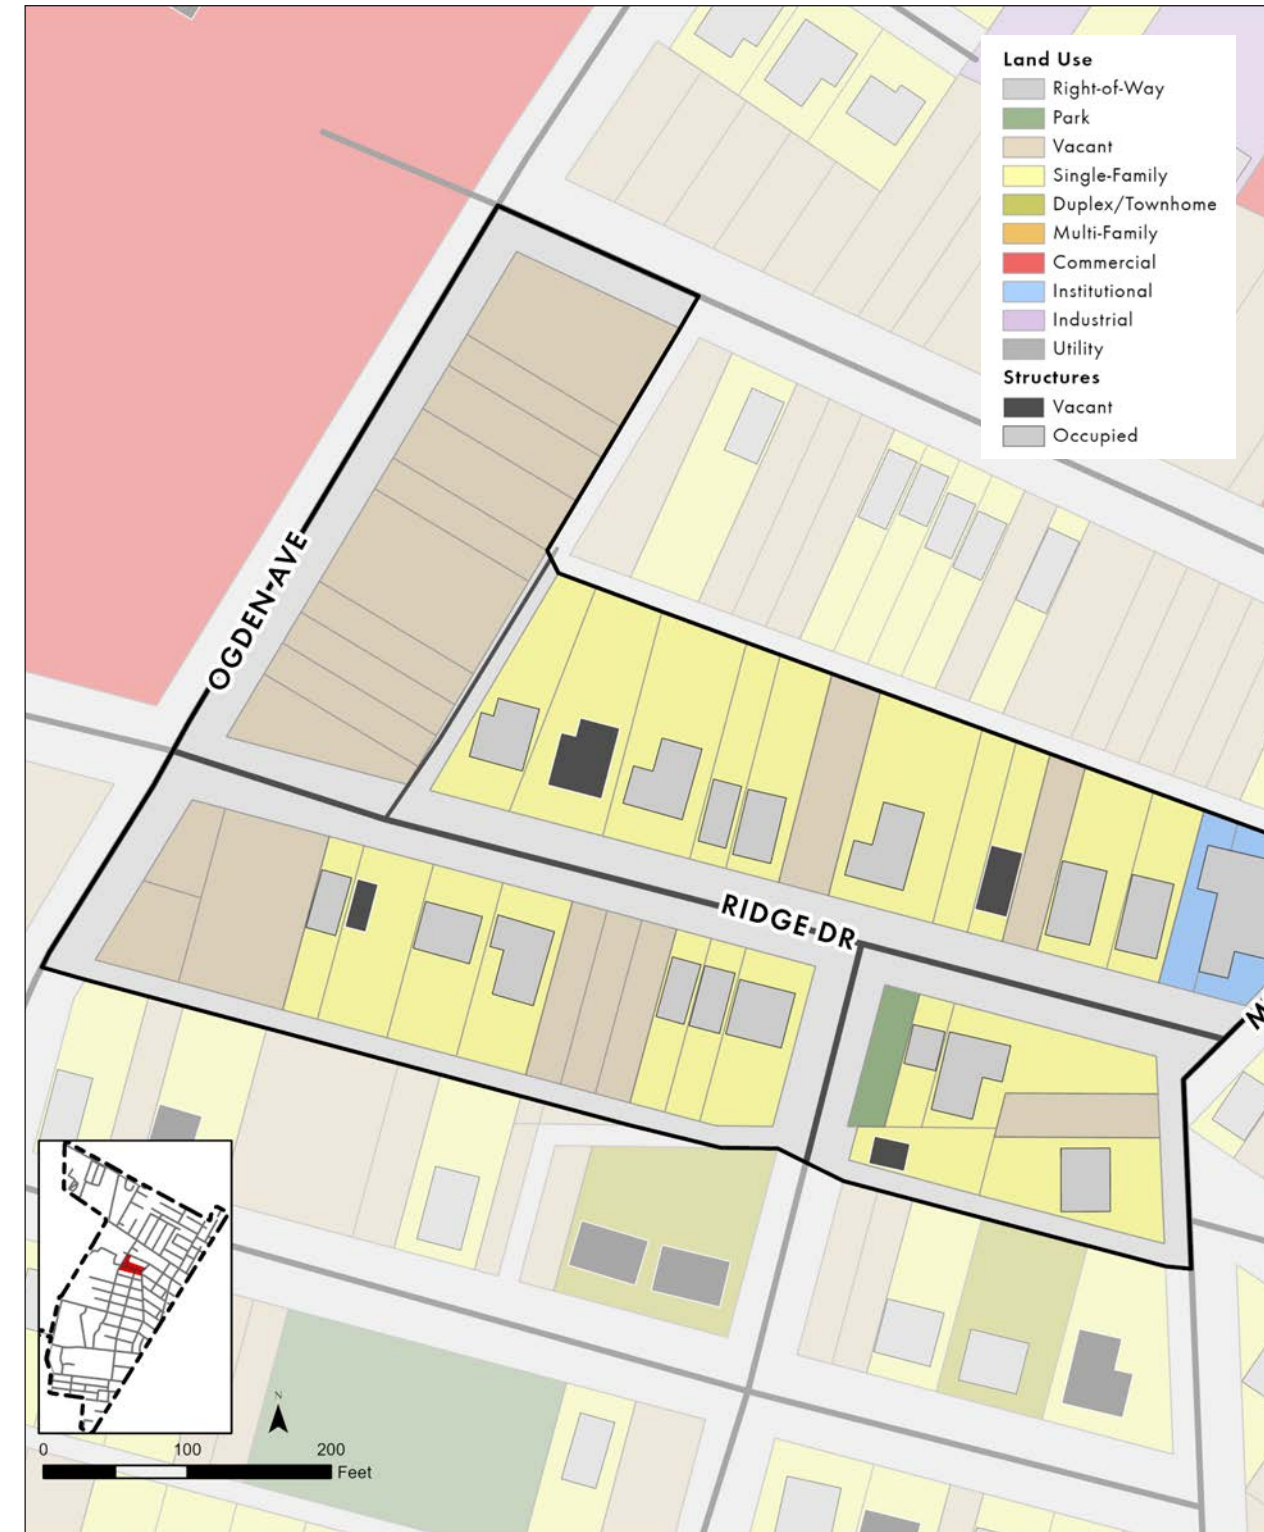 Land Use
Right-of-Way
Park
Vacant
Single-Family
Duplex/Townhome
Multi-Family
Commercial
Institutional
Industrial
Utility
Structures
Vacant
Occupied
OGDEN AVE
RIDGE DR
M
N
0 100 200
Feet